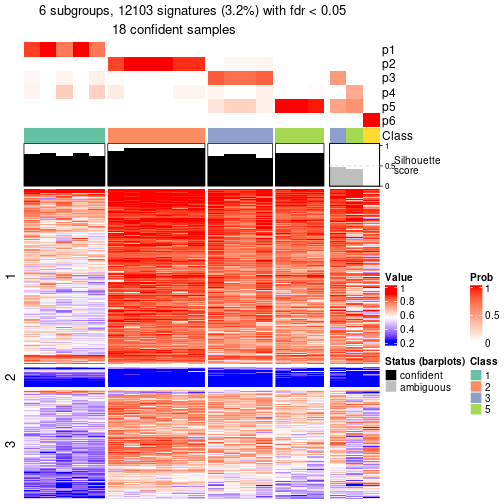 6 subgroups, 12103 signatures (3.2%) with fdr < 0.05
18 confident samples
p1
p2
p3
p4
p5
p6
Class
1
0.5
0
Silhouette
score
1
2
3
Value
1
0.8
0.6
0.4
0.2
Prob
1
0.5
0
Status (barplots)
confident
ambiguous
Class
1
2
3
5